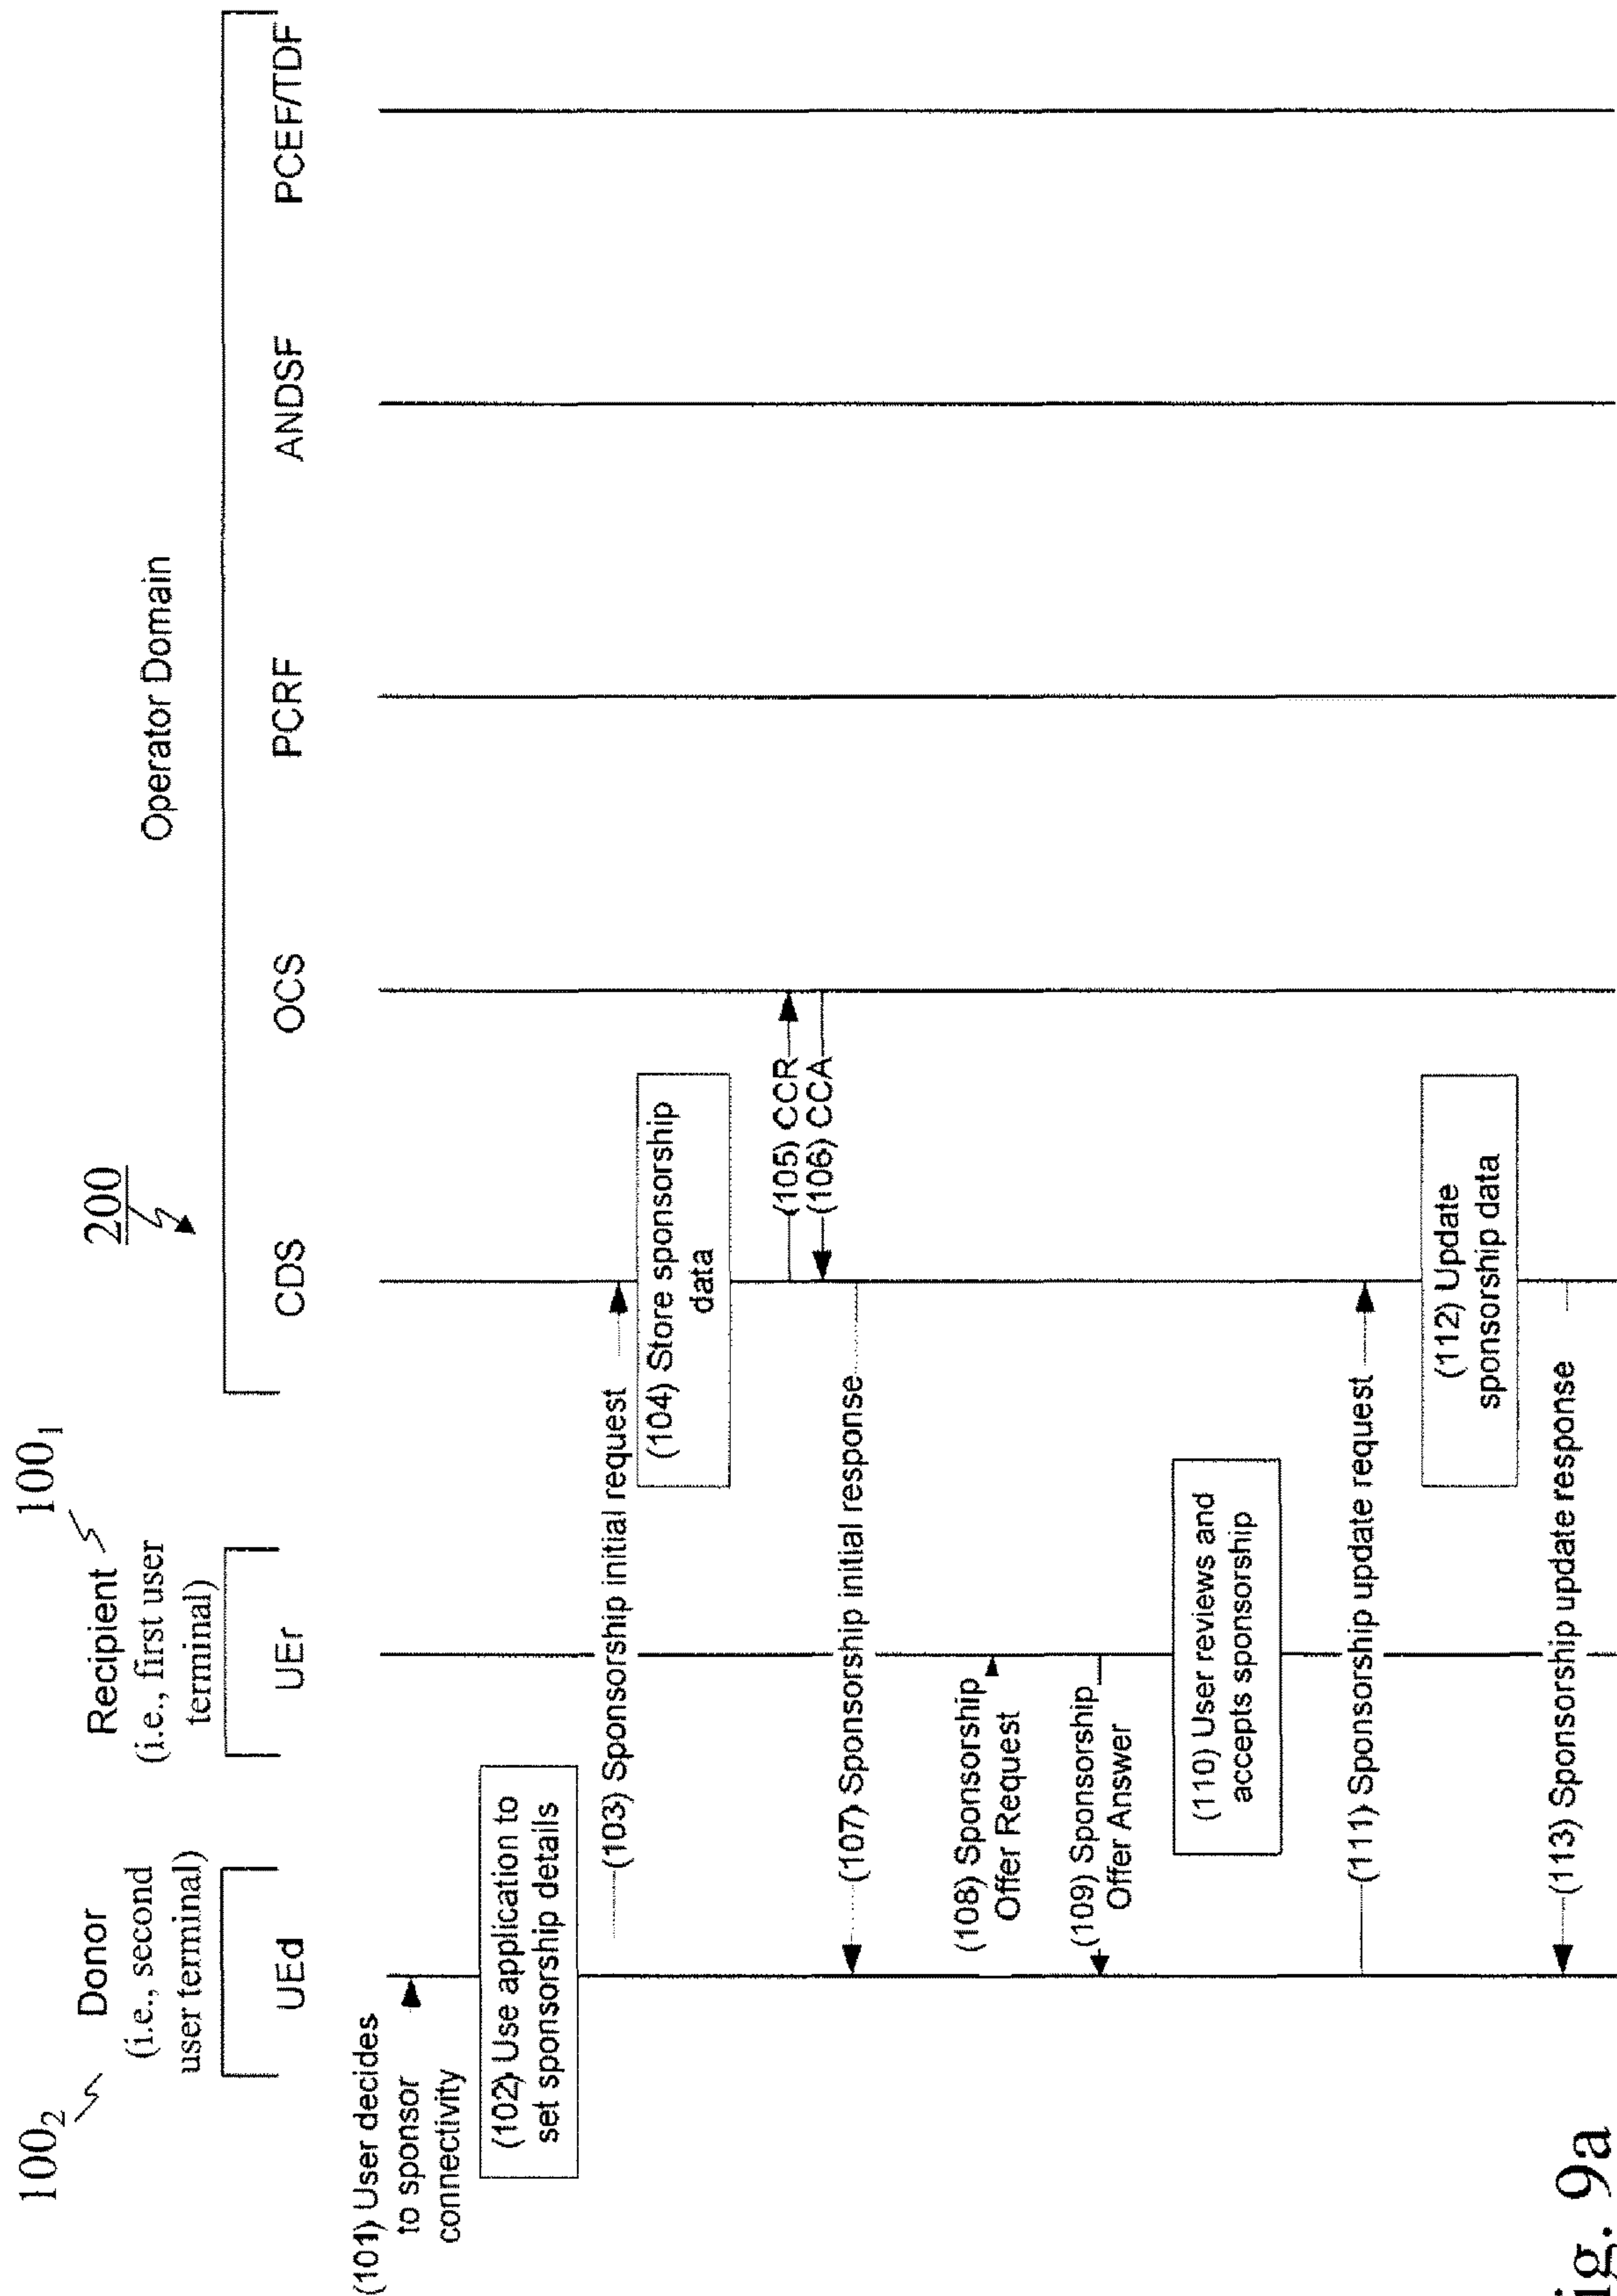 100₂
Donor
(i.e., second
user terminal)
UEd
Recipient
(i.e., first user
terminal)
100₁
UEr
200
Operator Domain
CDS
OCS
PCRF
ANDSF
PCEF/TDF
(101) User decides
to sponsor
connectivity
(102) Use application to
set sponsorship details
(103) Sponsorship initial request
(104) Store sponsorship
data
(105) CCR
(106) CCA
(107) Sponsorship initial response
(108) Sponsorship
Offer Request
(109) Sponsorship
Offer Answer
(110) User reviews and
accepts sponsorship
(111) Sponsorship update request
(112) Update
sponsorship data
(113) Sponsorship update response
ig. 9a